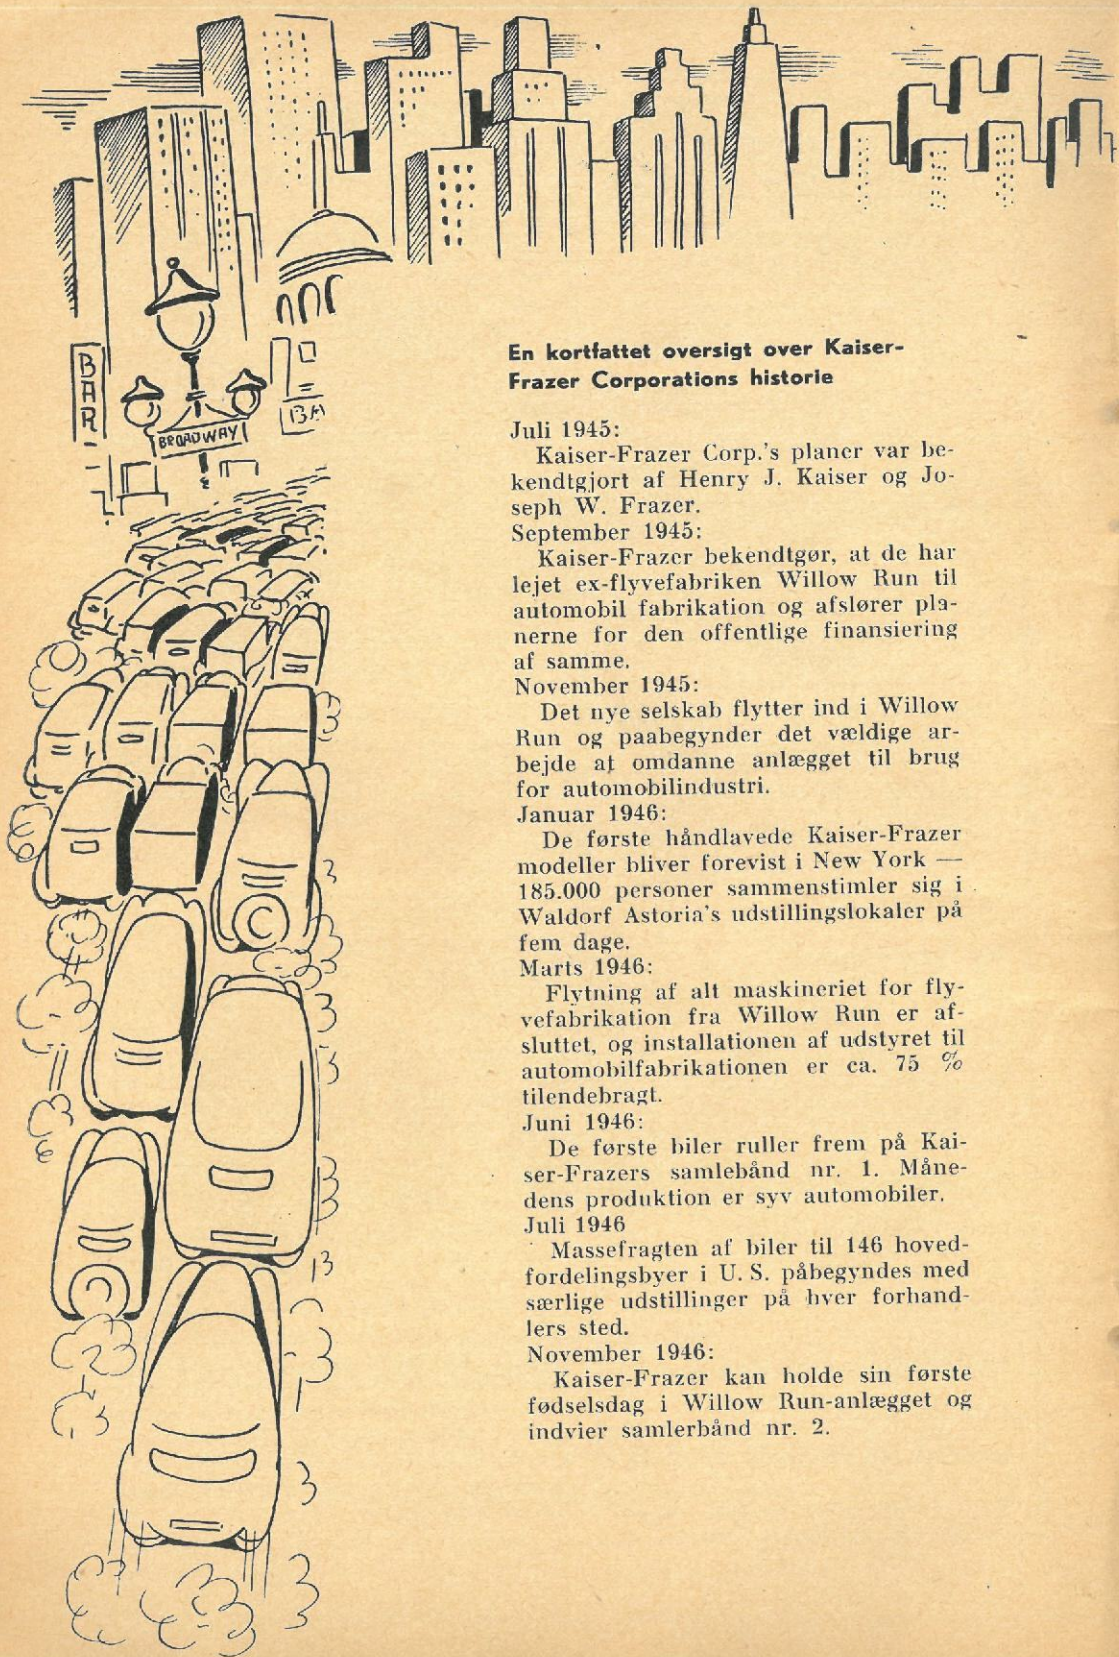 BAR
BROADWAY
BA
En kortfattet oversigt over Kaiser-
Frazer Corporations historie
Juli 1945:
Kaiser-Frazer Corp.'s planer var be-
kendtgjort af Henry J. Kaiser og Jo-
seph W. Frazer.
September 1945:
Kaiser-Frazer bekendtgør, at de har
lejet ex-flyvefabriken Willow Run til
automobil fabrikation og afslører pla-
nerne for den offentlige finansiering
af samme.
November 1945:
Det nye selskab flytter ind i Willow
Run og paabegynder det vældige ar-
bejde at omdanne anlægget til brug
for automobilindustri.
Januar 1946:
De første håndlavede Kaiser-Frazer
modeller bliver forevist i New York —
185.000 personer sammenstimler sig i
Waldorf Astoria's udstillingslokaler på
fem dage.
Marts 1946:
Flytning af alt maskineriet for fly-
vefabrikation fra Willow Run er af-
sluttet, og installationen af udstyret til
automobilfabrikationen er ca. 75 %
tilendebragt.
Juni 1946:
De første biler ruller frem på Kai-
ser-Frazers samlebånd nr. 1. Måne-
dens produktion er syv automobiler.
Juli 1946
Massefragten af biler til 146 hoved-
fordelingsbyer i U. S. påbegyndes med
særlige udstillinger på hver forhand-
lers sted.
November 1946:
Kaiser-Frazer kan holde sin første
fødselsdag i Willow Run-anlægget og
indvier samlerbånd nr. 2.